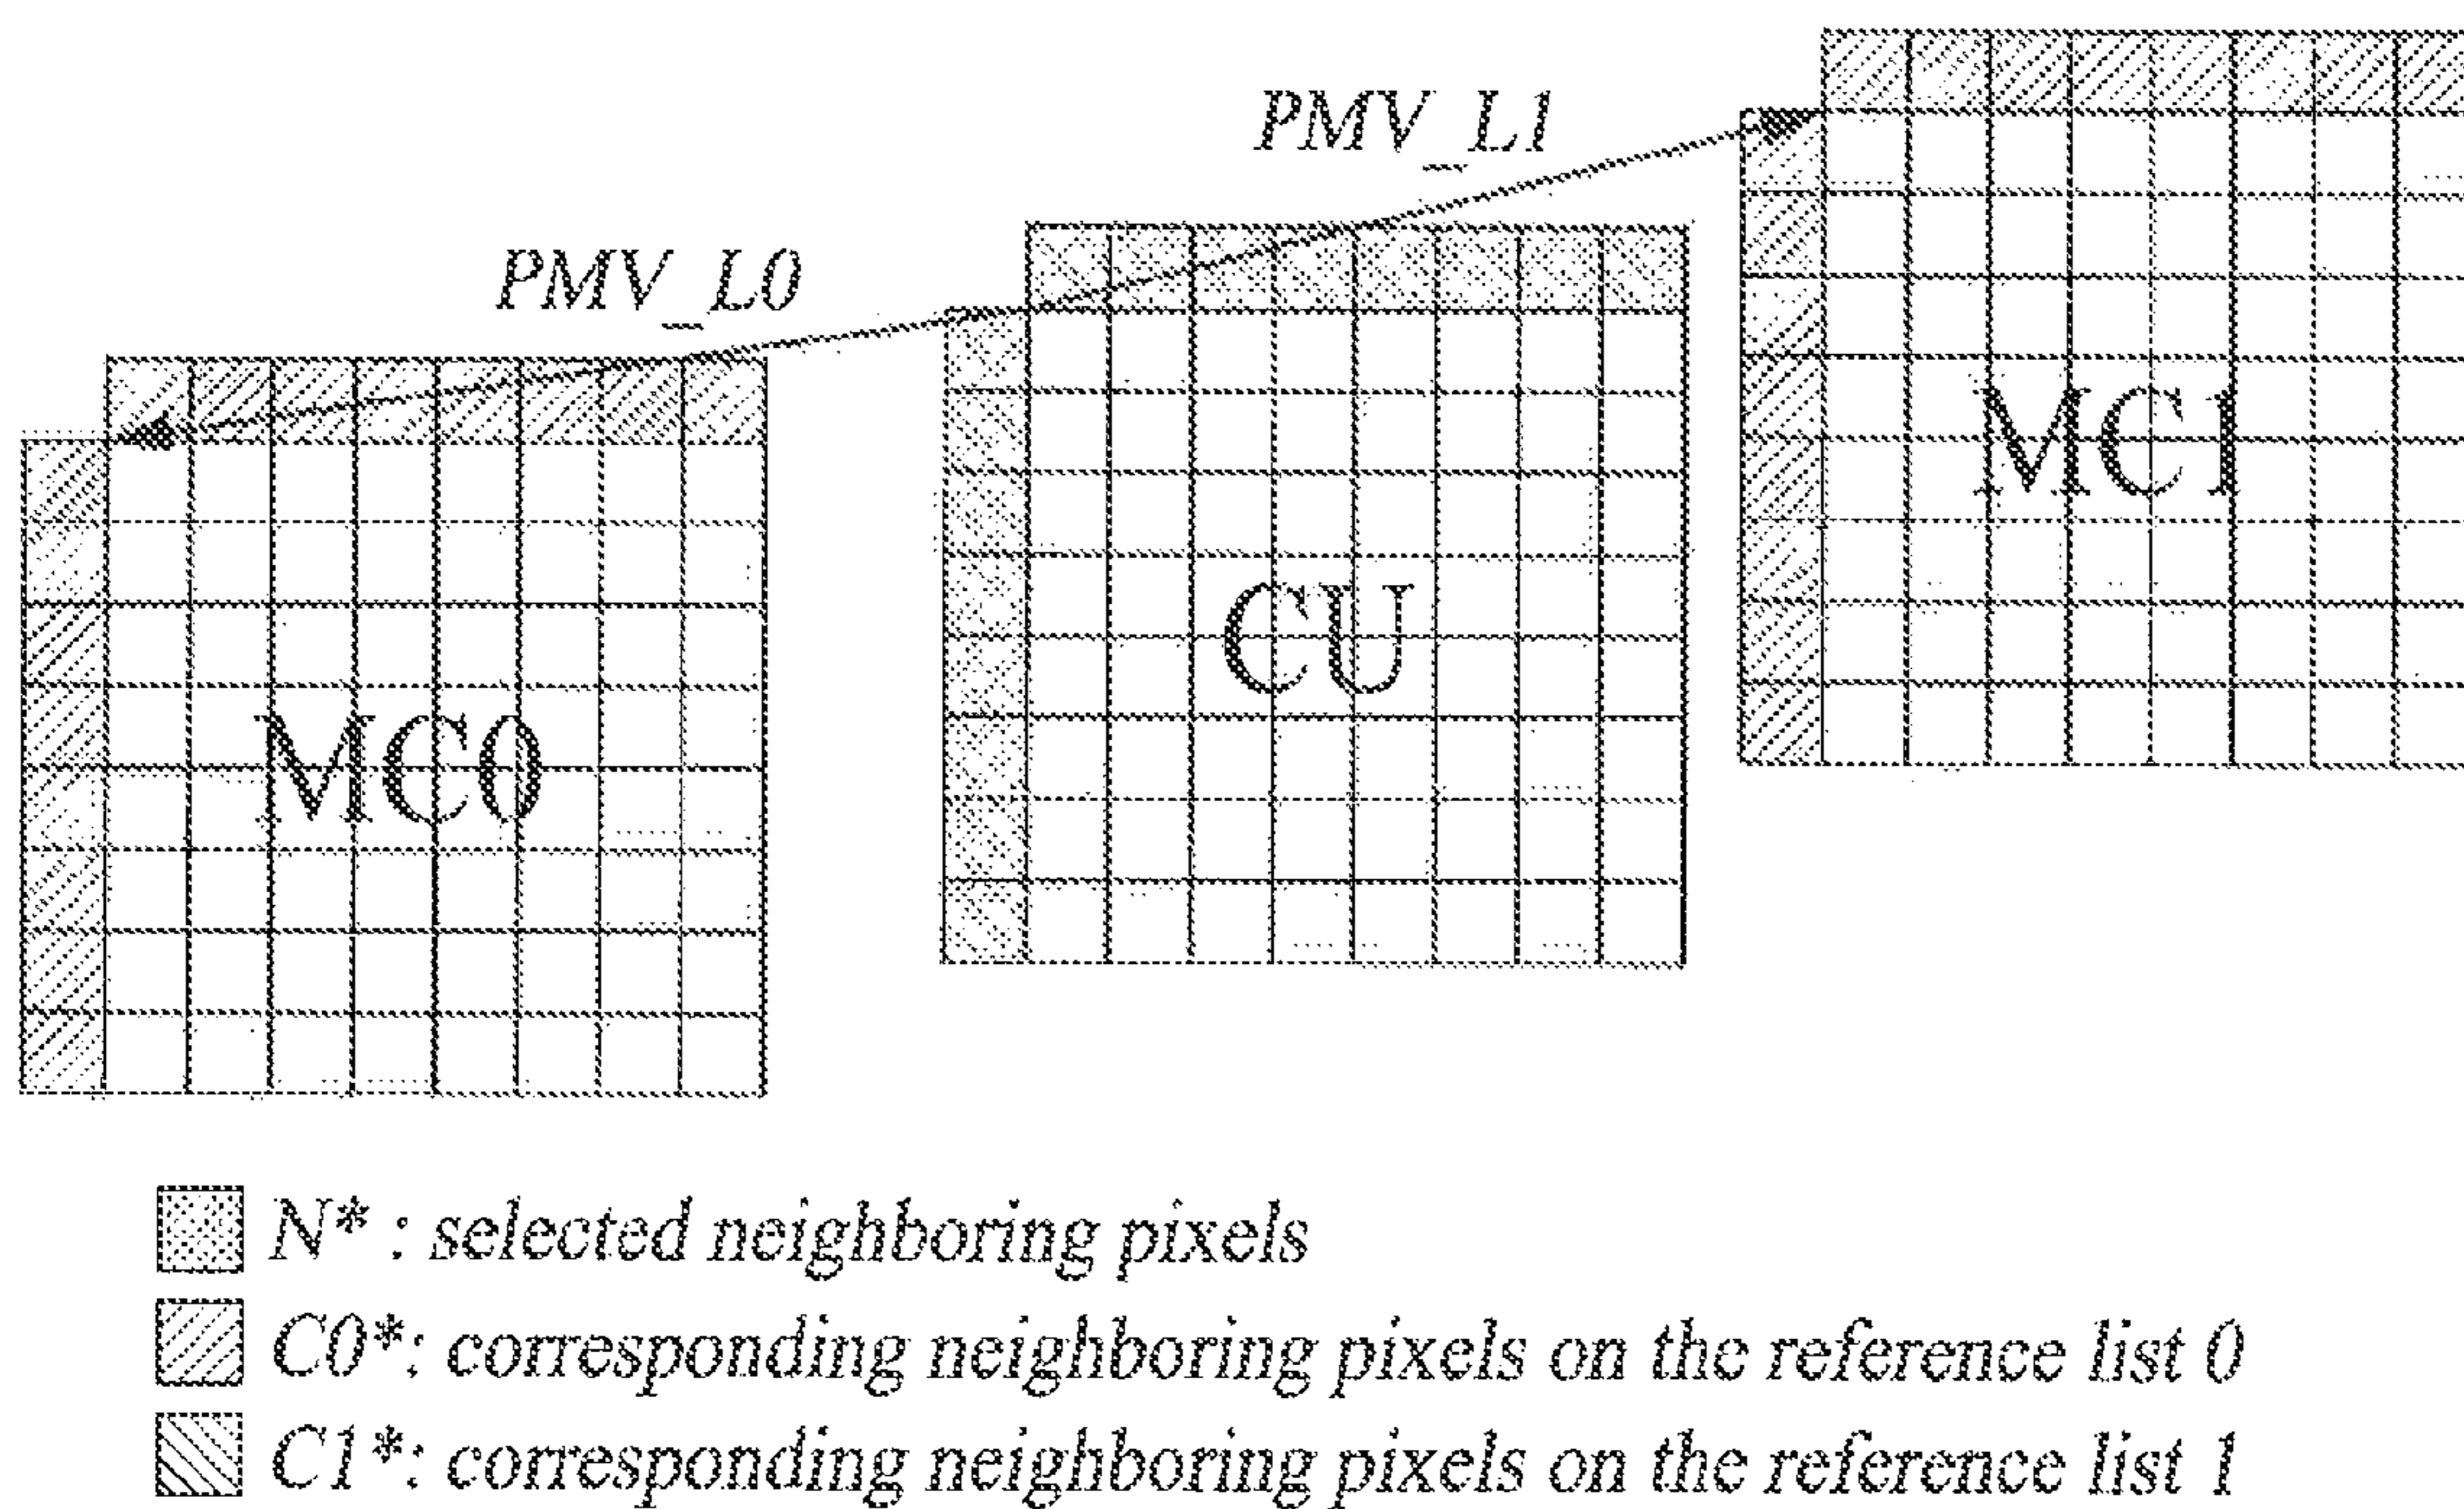 PMV_L1
PMV_L0
MC1
CU
MC0
N* : selected neighboring pixels
C0*: corresponding neighboring pixels on the reference list 0
C1*: corresponding neighboring pixels on the reference list 1